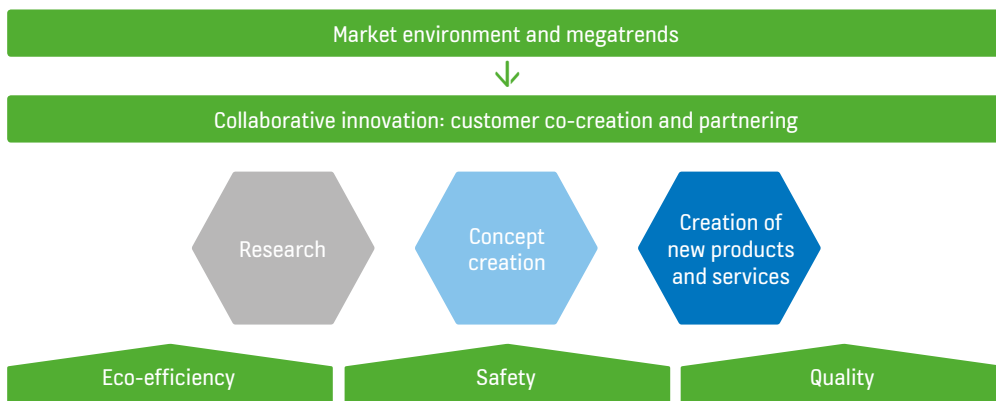 Market environment and megatrends
Collaborative innovation: customer co-creation and partnering
Research
Concept
creation
Creation of
new products
and services
Eco-efficiency
Safety
Quality